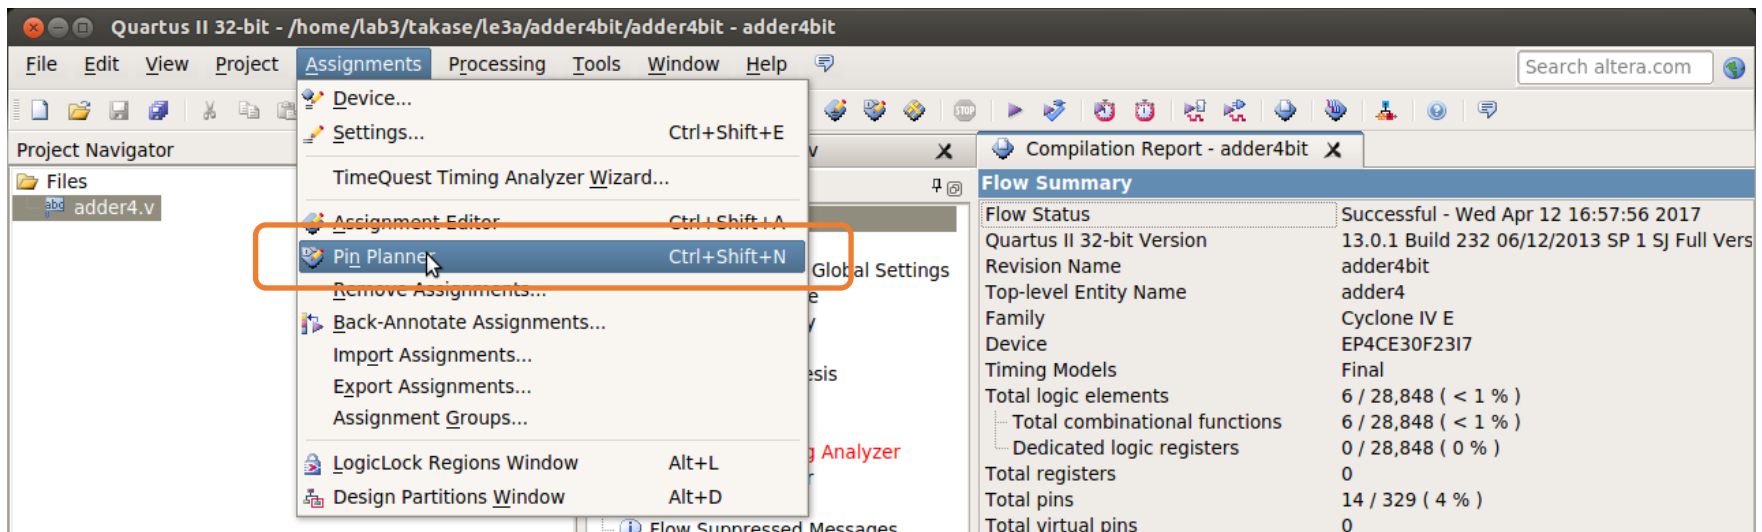 Quartus II 32-bit - /home/lab3/takase/le3a/adder4bit/adder4bit - adder4bit
File Edit View Project Assignments Processing Tools Window Help
Search altera.com
Project Navigator
Files
adder4.v
Device...
Settings... Ctrl+Shift+E
TimeQuest Timing Analyzer Wizard...
Assignment Editor Ctrl+Shift+A
Pin Planner Ctrl+Shift+N
Remove Assignments...
Back-Annotate Assignments...
Import Assignments...
Export Assignments...
Assignment Groups...
LogicLock Regions Window Alt+L
Design Partitions Window Alt+D
STOP
Global Settings
Analyzer
Flow Suppressed Messages
Compilation Report - adder4bit
Flow Summary
Flow Status Successful - Wed Apr 12 16:57:56 2017
Quartus II 32-bit Version 13.0.1 Build 232 06/12/2013 SP 1 SJ Full Vers
Revision Name adder4bit
Top-level Entity Name adder4
Family Cyclone IV E
Device EP4CE30F23I7
Timing Models Final
Total logic elements 6 / 28,848 ( < 1 % )
Total combinational functions 6 / 28,848 ( < 1 % )
Dedicated logic registers 0 / 28,848 ( 0 % )
Total registers 0
Total pins 14 / 329 ( 4 % )
Total virtual pins 0